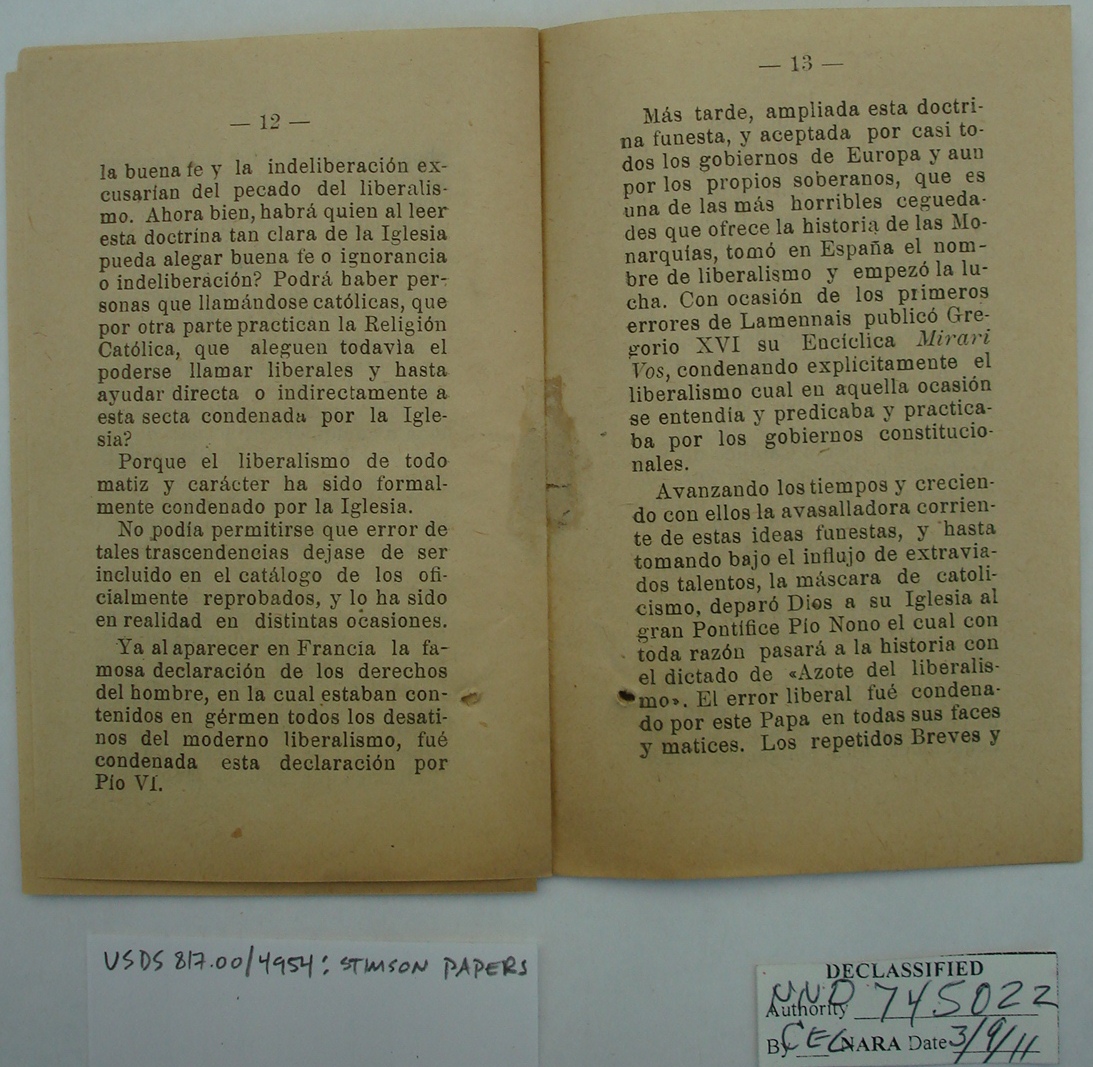 — 12 —
la buena fe y la indeliberación ex-
cusarían del pecado del liberalis-
mo. Ahora bien, habrá quien al leer
esta doctrina tan clara de la Iglesia
pueda alegar buena fe o ignorancia
o indeliberación? Podrá haber per-
sonas que llamándose católicas, que
por otra parte practican la Religión
Católica, que aleguen todavía el
poderse llamar liberales y hasta
ayudar directa o indirectamente a
esta secta condenada por la Igle-
sia?
Porque el liberalismo de todo
matiz y carácter ha sido formal-
mente condenado por la Iglesia.
No podía permitirse que error de
tales trascendencias dejase de ser
incluido en el catálogo de los ofi-
cialmente reprobados, y lo ha sido
en realidad en distintas ocasiones.
Ya al aparecer en Francia la fa-
mosa declaración de los derechos
del hombre, en la cual estaban con-
tenidos en gérmen todos los desati-
nos del moderno liberalismo, fué
condenada esta declaración por
Pío VI.
— 13 —
Más tarde, ampliada esta doctri-
na funesta, y aceptada por casi to-
dos los gobiernos de Europa y aun
por los propios soberanos, que es
una de las más horribles cegueda-
des que ofrece la historia de las Mo-
narquías, tomó en España el nom-
bre de liberalismo y empezó la lu-
cha. Con ocasión de los primeros
errores de Lamennais publicó Gre-
gorio XVI su Encíclica Mirari
Vos, condenando explícitamente el
liberalismo cual en aquella ocasión
se entendía y predicaba y practica-
ba por los gobiernos constitucio-
nales.
Avanzando los tiempos y crecien-
do con ellos la avasalladora corrien-
te de estas ideas funestas, y hasta
tomando bajo el influjo de extravia-
dos talentos, la máscara de catoli-
cismo, deparó Dios a su Iglesia al
gran Pontífice Pío Nono el cual con
toda razón pasará a la historia con
el dictado de «Azote del liberalis-
mo». El error liberal fué condena-
do por este Papa en todas sus faces
y matices. Los repetidos Breves y
USDS 817.00/4954: STIMSON PAPERS
DECLASSIFIED
Authority NND 745022
By CEC NARA Date 3/9/11